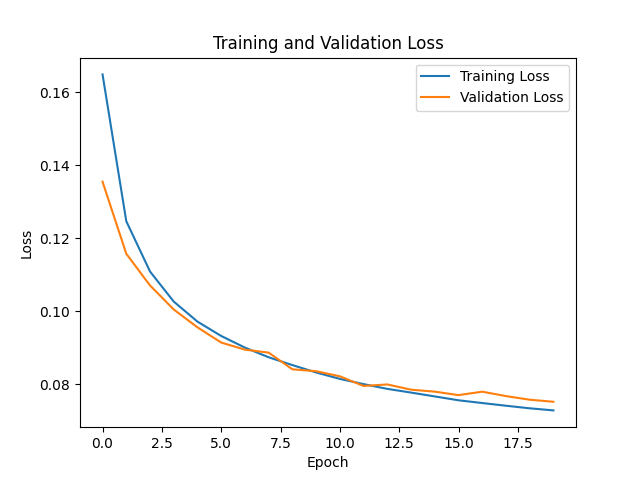 Training and Validation Loss
Training Loss
Validation Loss
Loss
0.16
0.14
0.12
0.10
0.08
0.0 2.5 5.0 7.5 10.0 12.5 15.0 17.5
Epoch